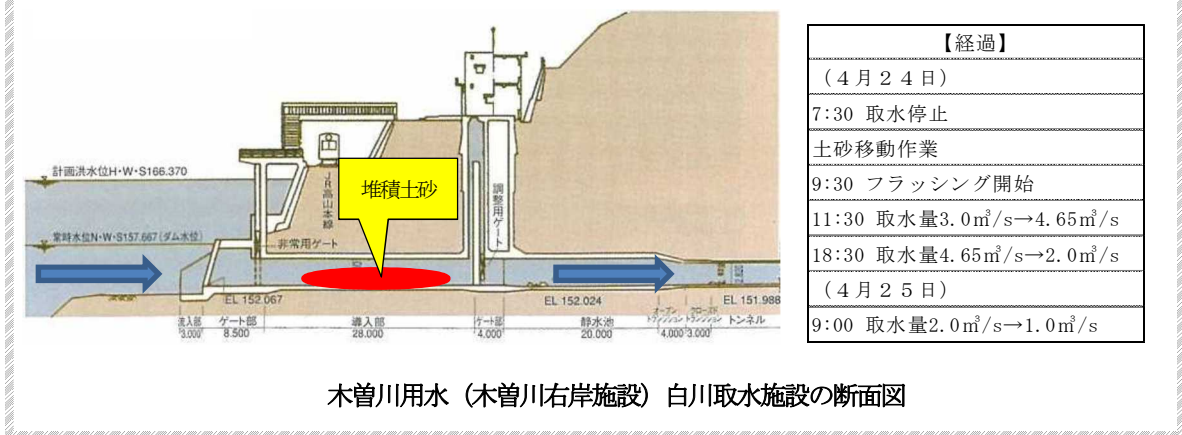 【経過】
(4月24日)
7:30 取水停止
土砂移動作業
9:30 フラッシング開始
11:30 取水量3.0㎥/s→4.65㎥/s
18:30 取水量4.65㎥/s→2.0㎥/s
(4月25日)
9:00 取水量2.0㎥/s→1.0㎥/s
計画洪水位H・W・S166.370
JR高山本線
堆積土砂
調整用ゲート
常時水位N・W・S157.667(ダム水位)
非常用ゲート
EL 152.067
EL 152.024
EL 151.988
流入部 ゲート部 導入部 ゲート部 静水池 オープントランジション クローズドトランジション トンネル
3.000 8.500 28.000 4.000 20.000 4.000 3.000
木曽川用水(木曽川右岸施設)白川取水施設の断面図